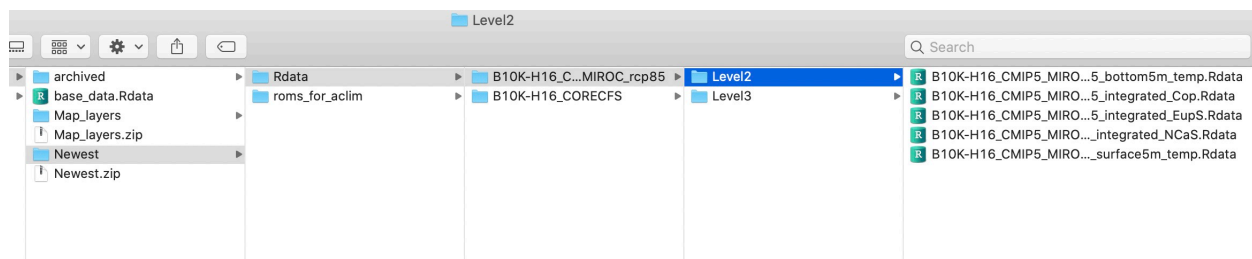 Level2
Search
archived
base_data.Rdata
Map_layers
Map_layers.zip
Newest
Newest.zip
Rdata
roms_for_aclim
B10K-H16_C...MIROC_rcp85
B10K-H16_CORECFS
Level2
Level3
B10K-H16_CMIP5_MIRO...5_bottom5m_temp.Rdata
B10K-H16_CMIP5_MIRO...5_integrated_Cop.Rdata
B10K-H16_CMIP5_MIRO...5_integrated_EupS.Rdata
B10K-H16_CMIP5_MIRO..._integrated_NCaS.Rdata
B10K-H16_CMIP5_MIRO..._surface5m_temp.Rdata